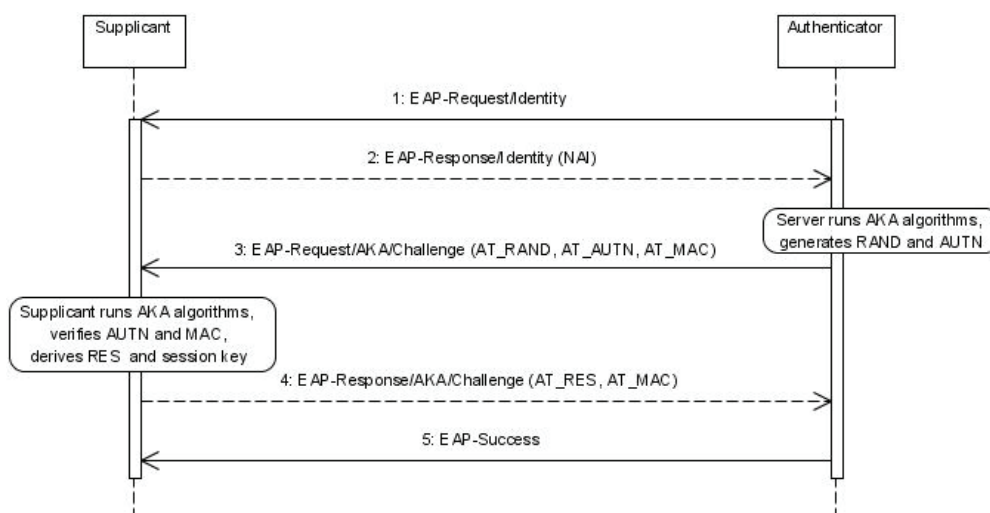 Supplicant
Authenticator
1: EAP-Request/Identity
2: EAP-Response/Identity (NAI)
Server runs AKA algorithms,
generates RAND and AUTN
3: EAP-Request/AKA/Challenge (AT_RAND, AT_AUTN, AT_MAC)
Supplicant runs AKA algorithms,
verifies AUTN and MAC,
derives RES and session key
4: EAP-Response/AKA/Challenge (AT_RES, AT_MAC)
5: EAP-Success